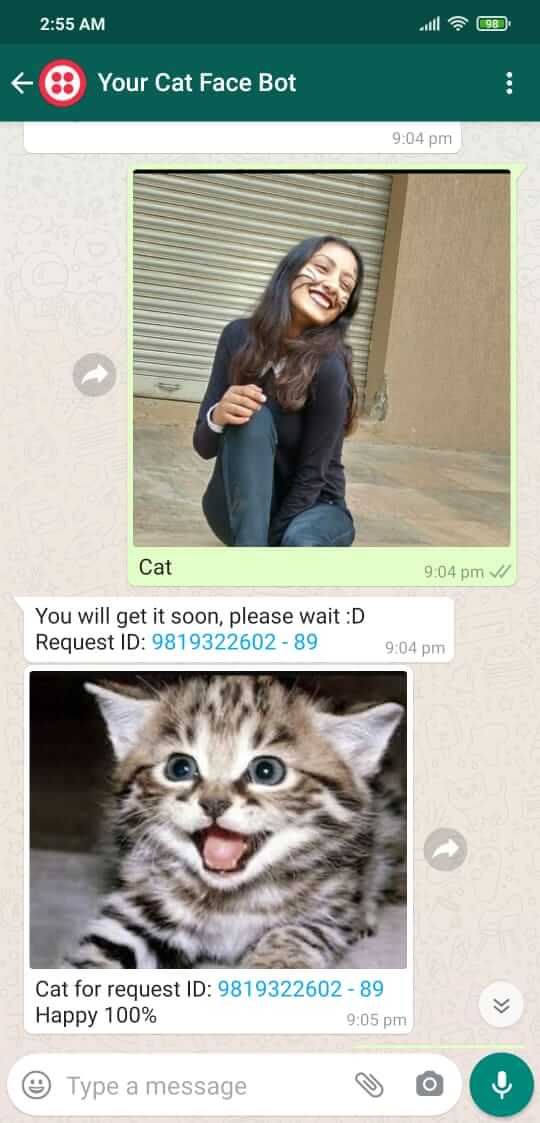 2:55 AM
98
Your Cat Face Bot
9:04 pm
Cat
9:04 pm
You will get it soon, please wait :D
Request ID: 9819322602 - 89
9:04 pm
Cat for request ID: 9819322602 - 89
Happy 100%
9:05 pm
Type a message